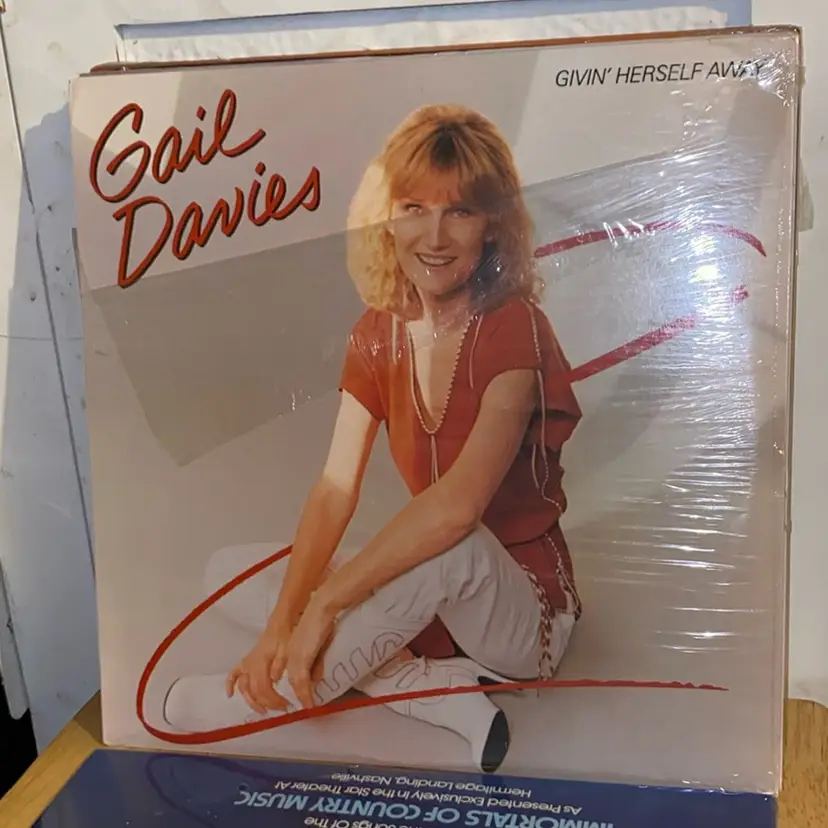 GIVIN' HERSELF AWAY
Gail
Davies
IMMORTALS OF COUNTRY MUSIC
As Presented Exclusively in the Star Theater At
Hermitage Landing, Nashville